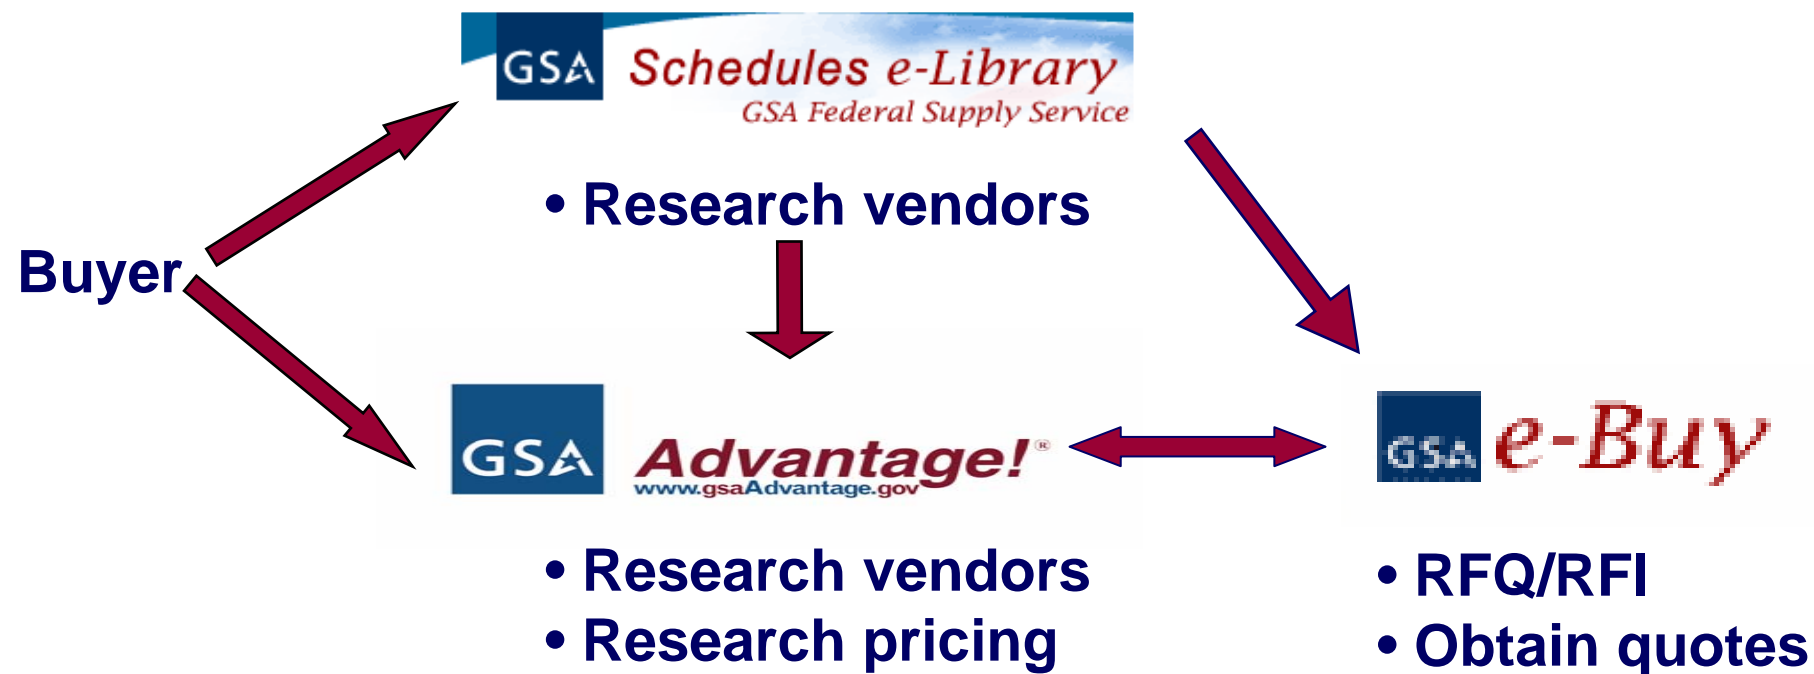 GSA Schedules e-Library
GSA Federal Supply Service
• Research vendors
Buyer
GSA Advantage!®
www.gsaAdvantage.gov
• Research vendors
• Research pricing
GSA e-Buy
• RFQ/RFI
• Obtain quotes